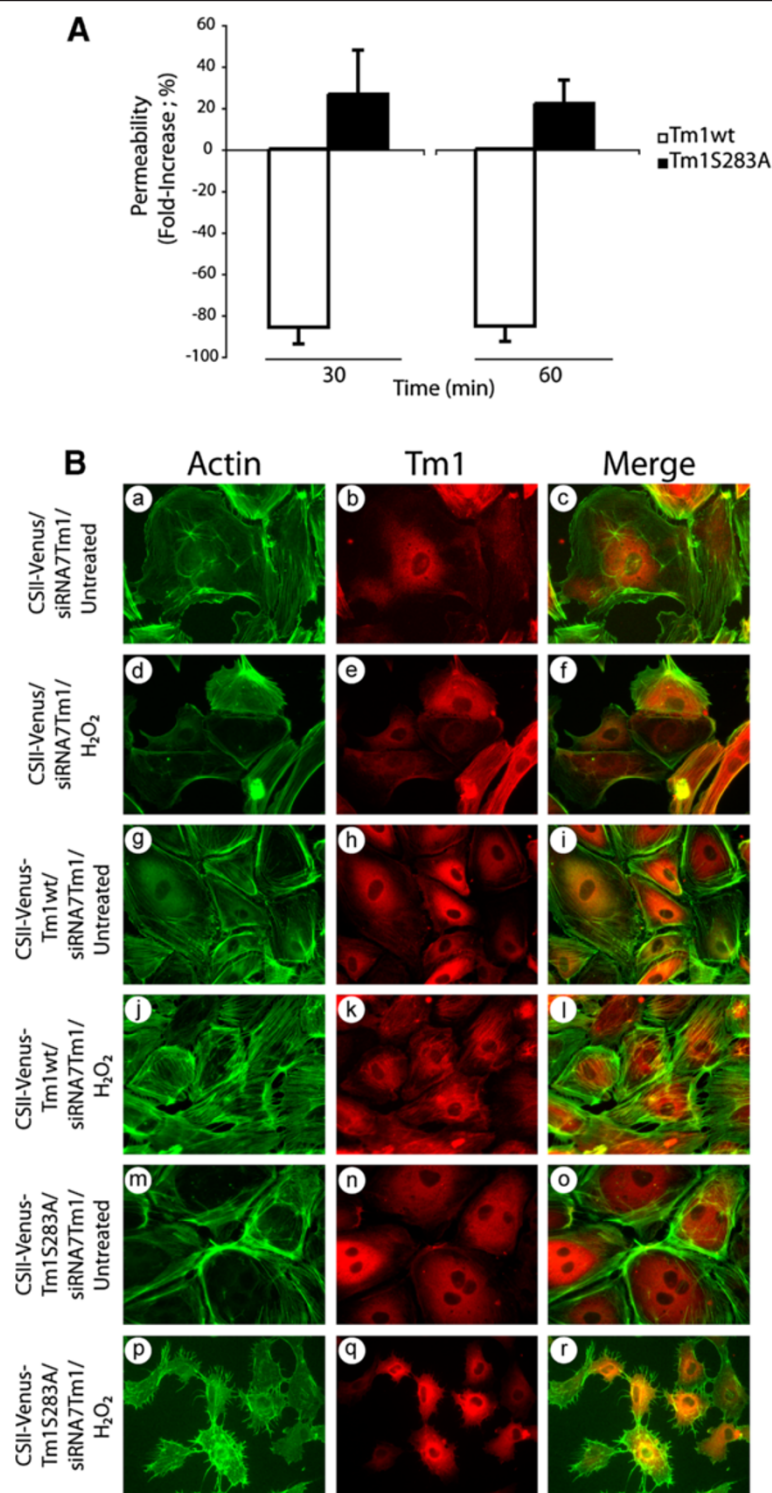 A
60
40
20
0
-20
-40
-60
-80
-100
Permeability
(Fold-Increase ; %)
Tm1wt
Tm1S283A
30
60
Time (min)
B
Actin
Tm1
Merge
CSII-Venus/
siRNA7Tm1/
Untreated
a
b
c
CSII-Venus/
siRNA7Tm1/
H₂O₂
d
e
f
CSII-Venus-
Tm1wt/
siRNA7Tm1/
Untreated
g
h
i
CSII-Venus-
Tm1wt/
siRNA7Tm1/
H₂O₂
j
k
l
CSII-Venus-
Tm1S283A/
siRNA7Tm1/
Untreated
m
n
o
CSII-Venus-
Tm1S283A/
siRNA7Tm1/
H₂O₂
p
q
r